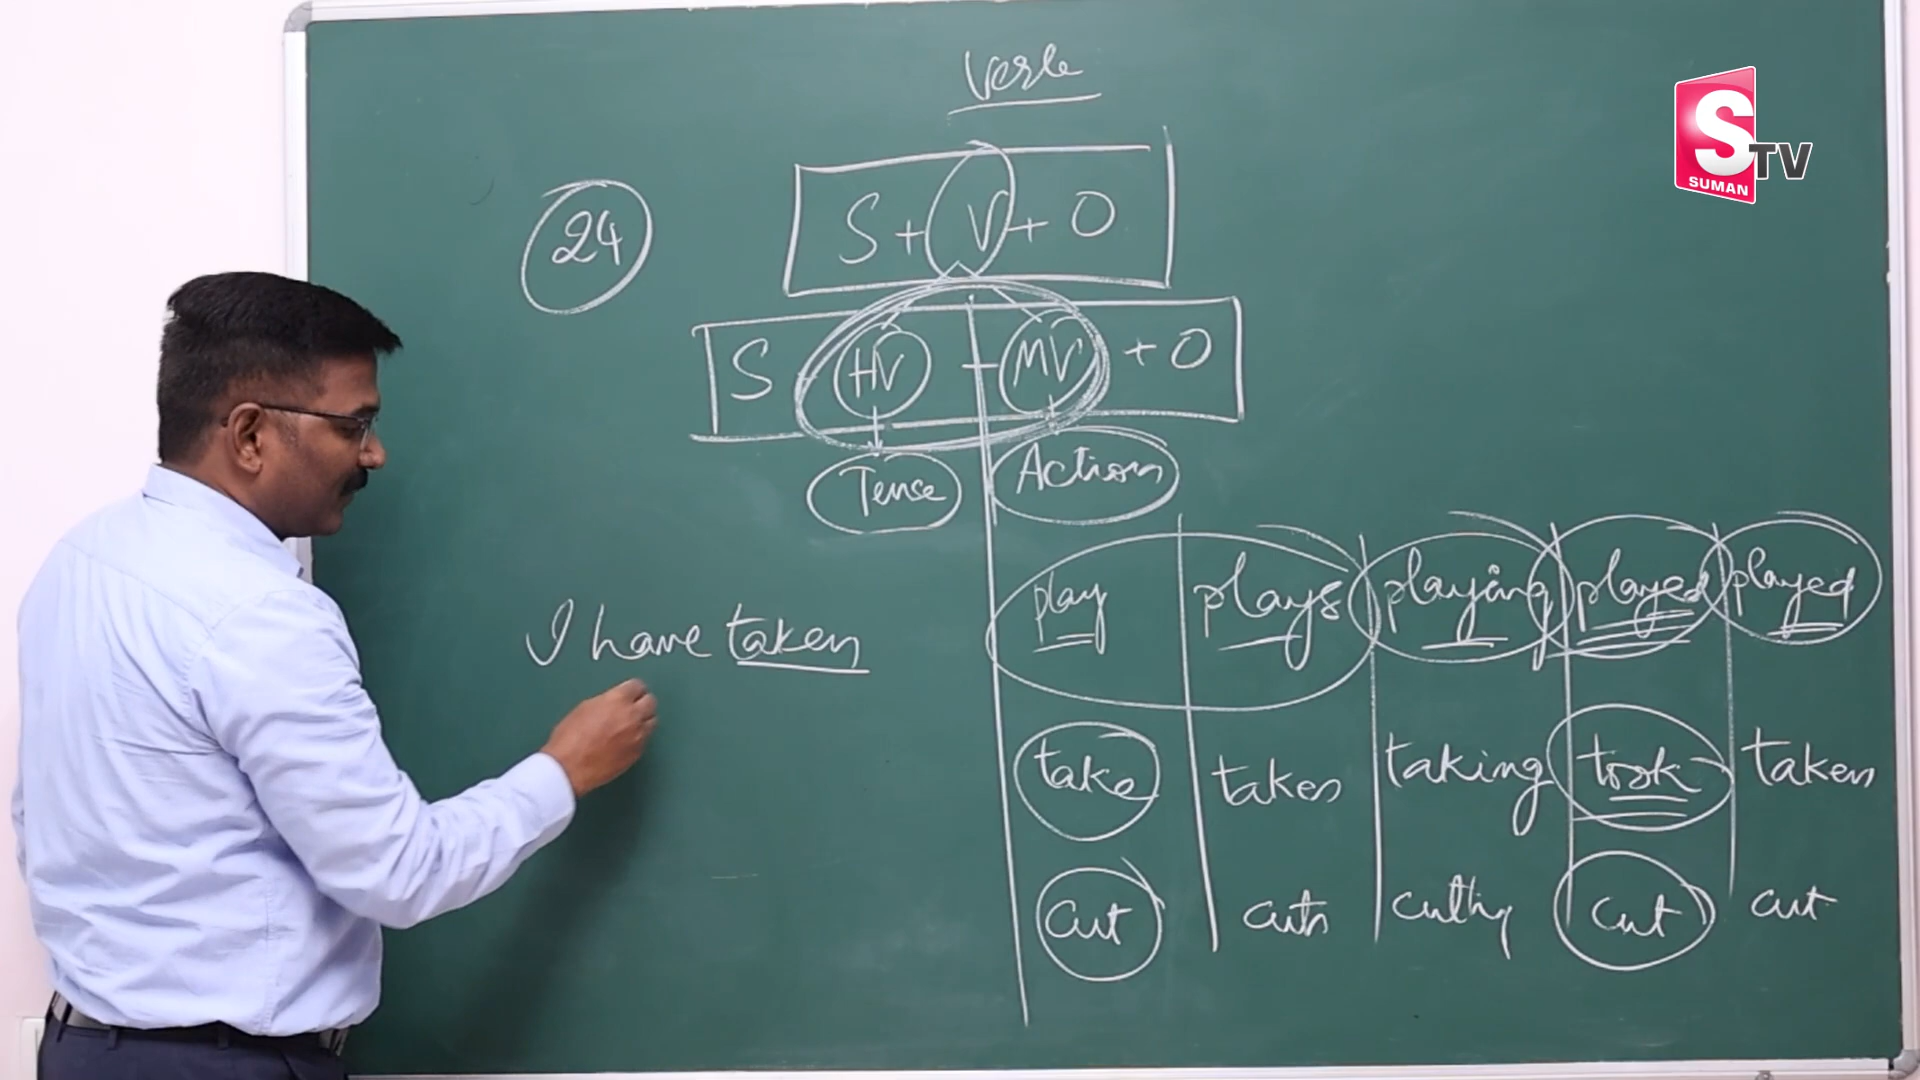 Verb
S + V + O
24
S + HV + MV + O
Tense Action
play plays playing played played
I have taken
take takes taking took taken
cut cuts cutting cut cut
S TV
SUMAN